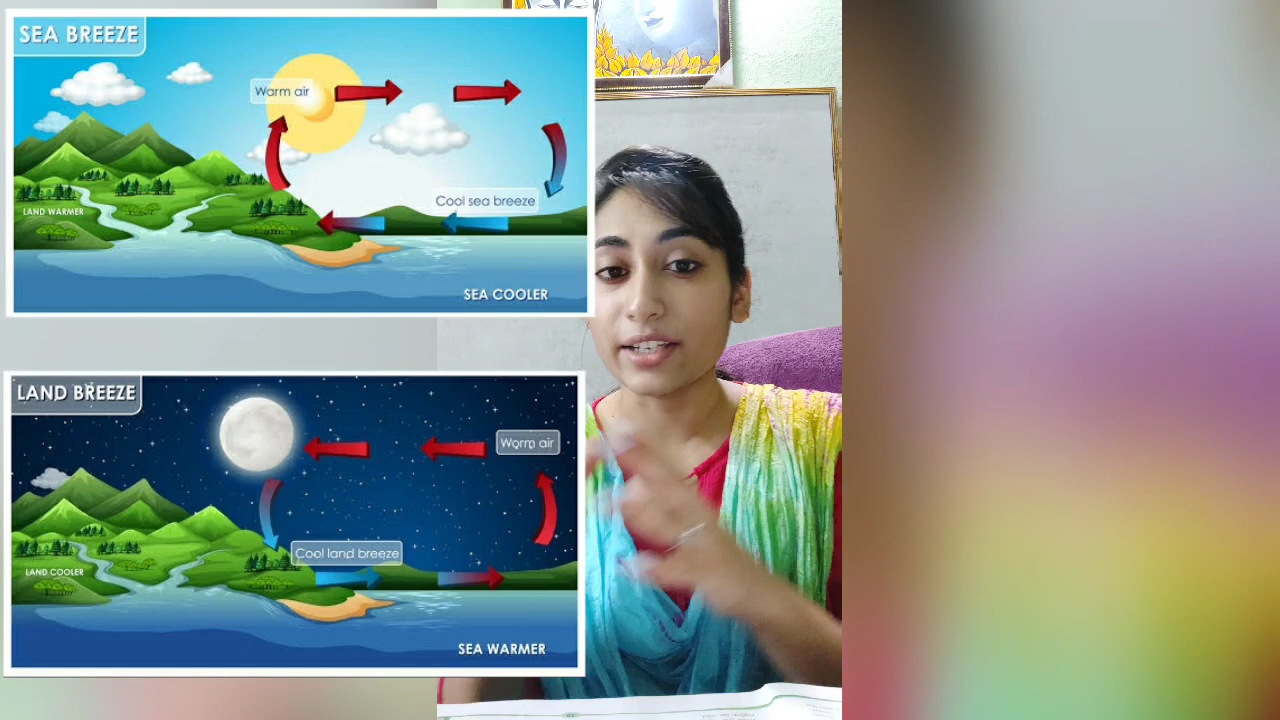 SEA BREEZE
Warm air
Cool sea breeze
LAND WARMER
SEA COOLER
LAND BREEZE
Warm air
Cool land breeze
LAND COOLER
SEA WARMER